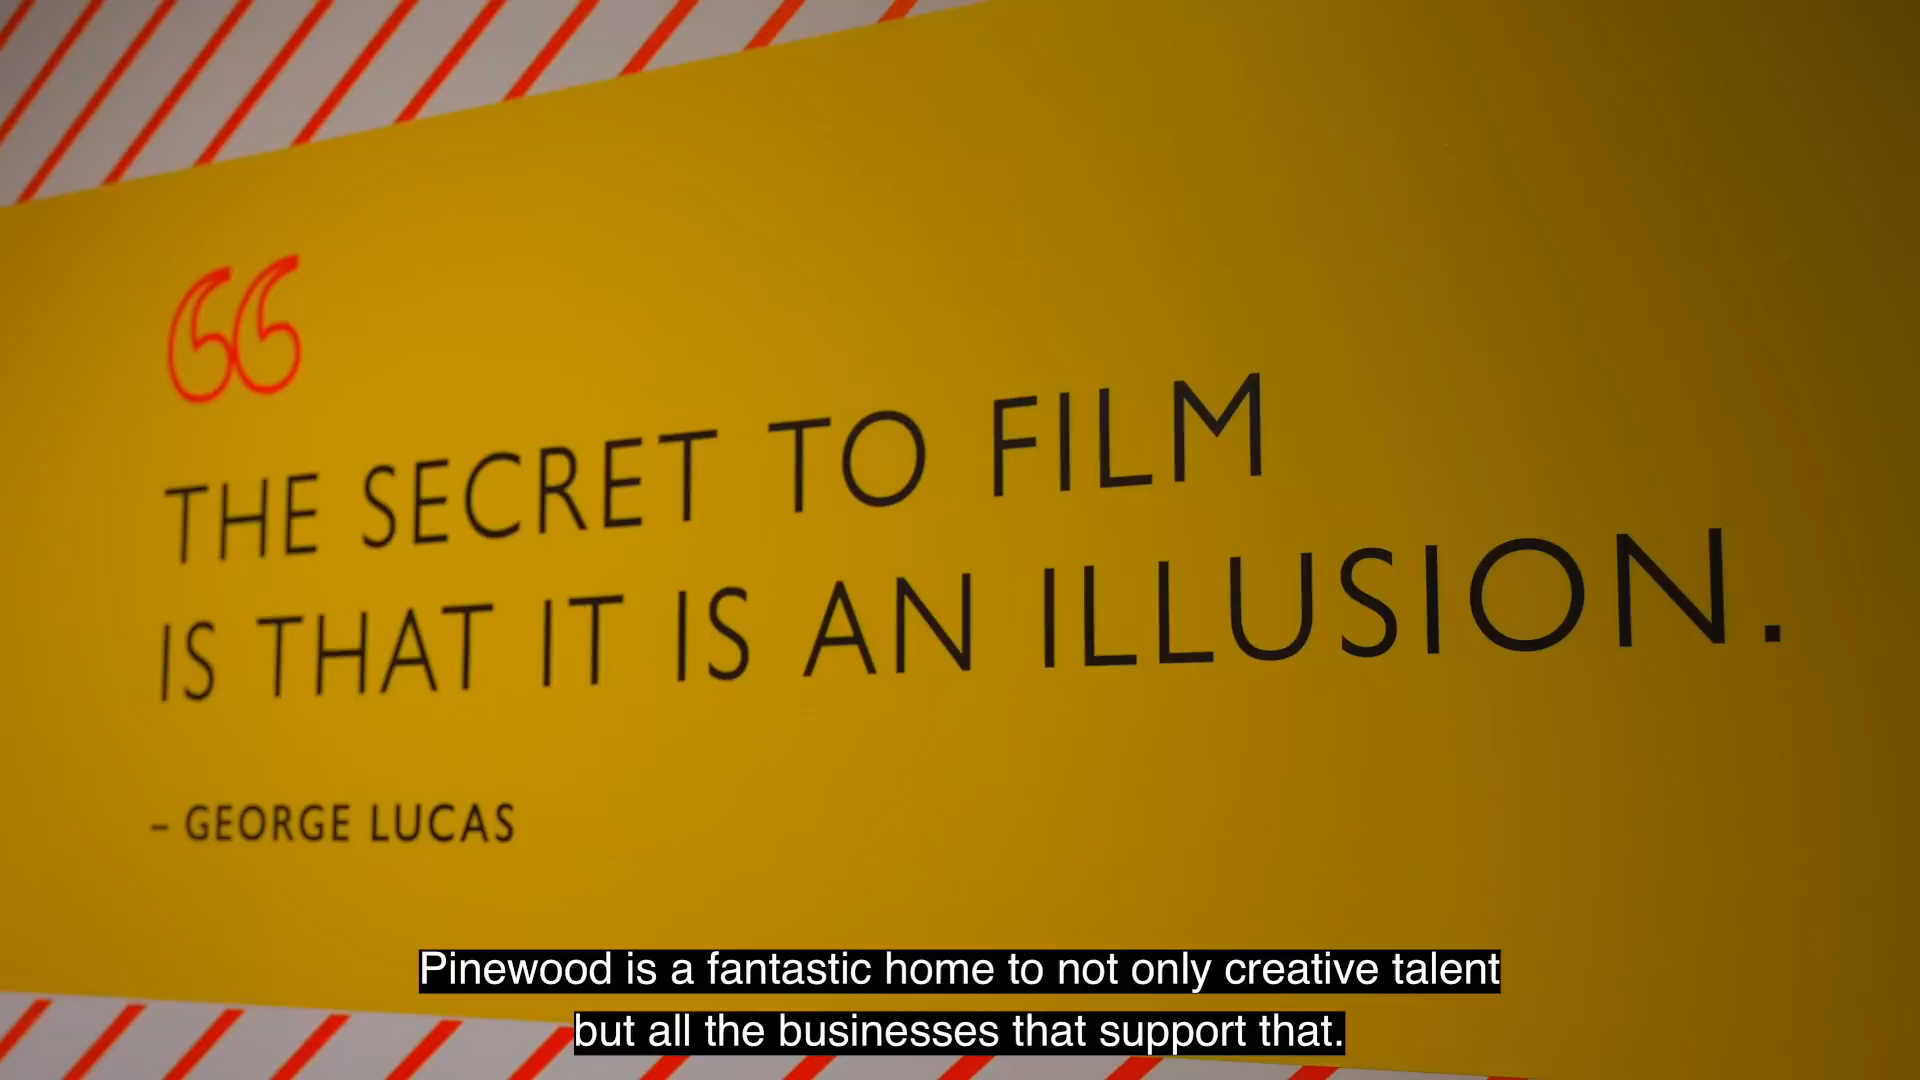 “
THE SECRET TO FILM
IS THAT IT IS AN ILLUSION.
– GEORGE LUCAS
Pinewood is a fantastic home to not only creative talent
but all the businesses that support that.